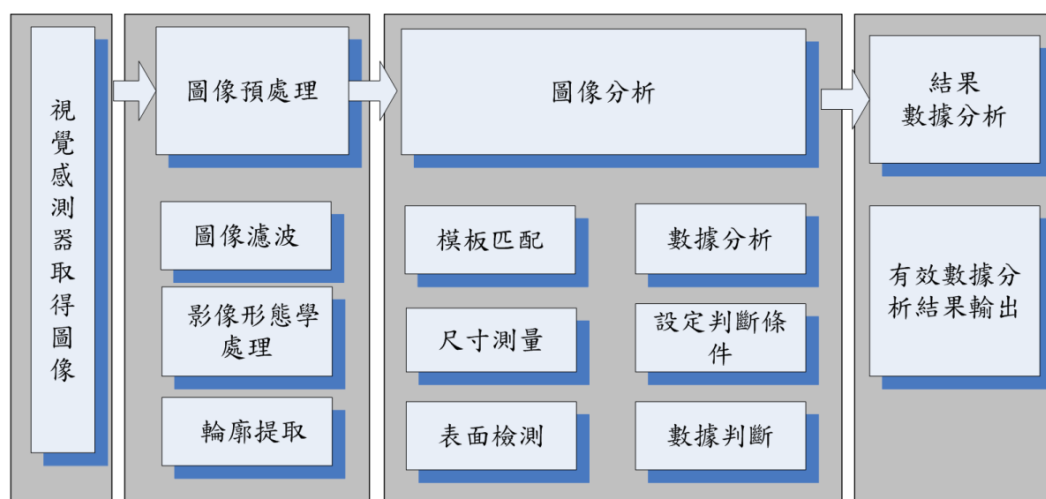 視覺感測器取得圖像
圖像預處理
圖像濾波
影像形態學
處理
輪廓提取
圖像分析
模板匹配
數據分析
尺寸測量
設定判斷條
件
表面檢測
數據判斷
結果
數據分析
有效數據分
析結果輸出